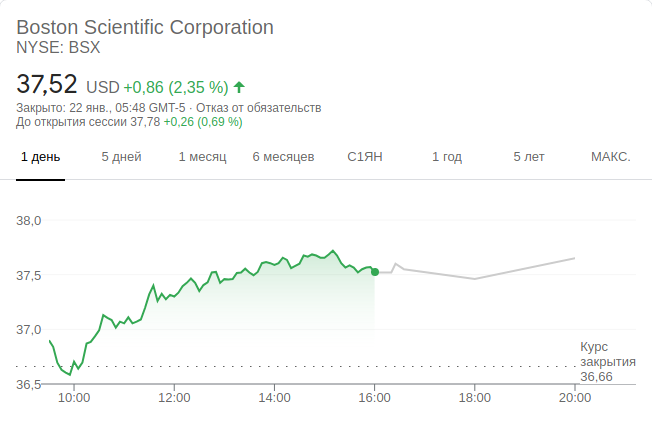 Boston Scientific Corporation
NYSE: BSX
37,52 USD +0,86 (2,35 %)
Закрыто: 22 янв., 05:48 GMT-5 · Отказ от обязательств
До открытия сессии 37,78 +0,26 (0,69 %)
1 день 5 дней 1 месяц 6 месяцев С1ЯН 1 год 5 лет МАКС.
38,0
37,5
37,0
Курс
закрытия
36,66
36,5
10:00 12:00 14:00 16:00 18:00 20:00